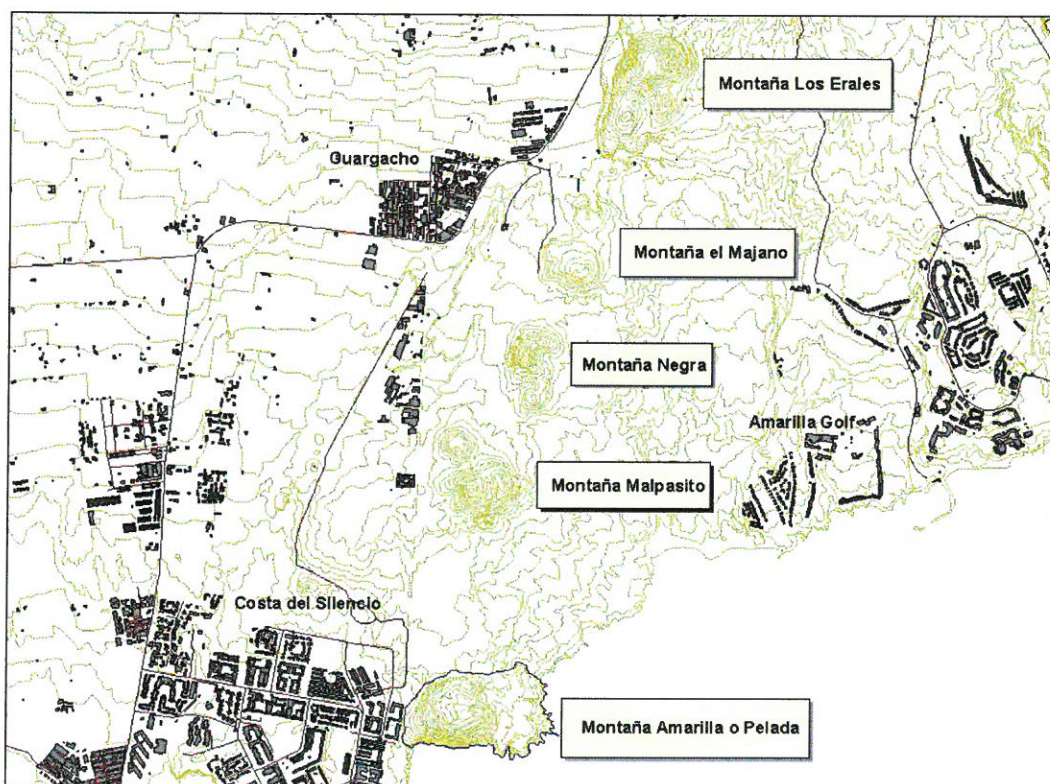 Montaña Los Erales
Guargacho
Montaña el Majano
Montaña Negra
Amarilla Golf
Montaña Malpasito
Costa del Silencio
Montaña Amarilla o Pelada